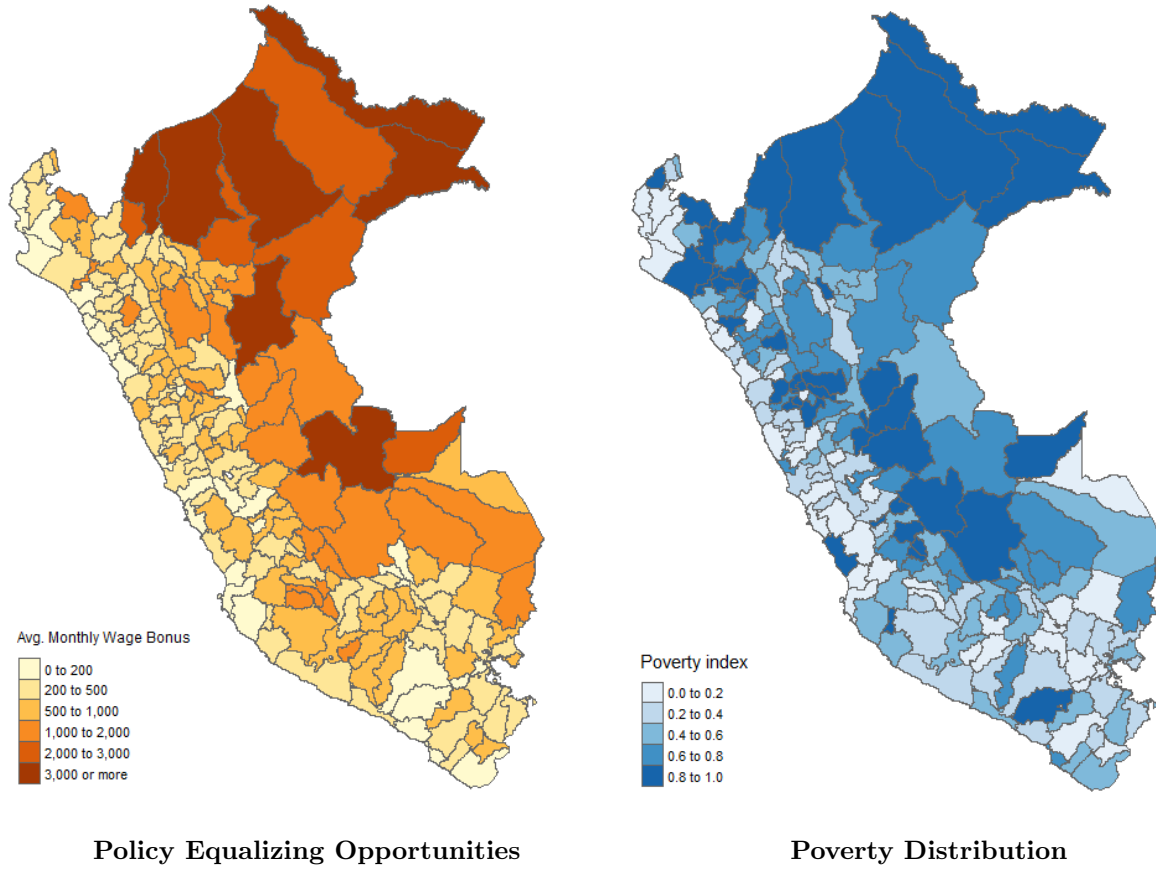 Avg. Monthly Wage Bonus
0 to 200
200 to 500
500 to 1,000
1,000 to 2,000
2,000 to 3,000
3,000 or more
Poverty index
0.0 to 0.2
0.2 to 0.4
0.4 to 0.6
0.6 to 0.8
0.8 to 1.0
Policy Equalizing Opportunities
Poverty Distribution